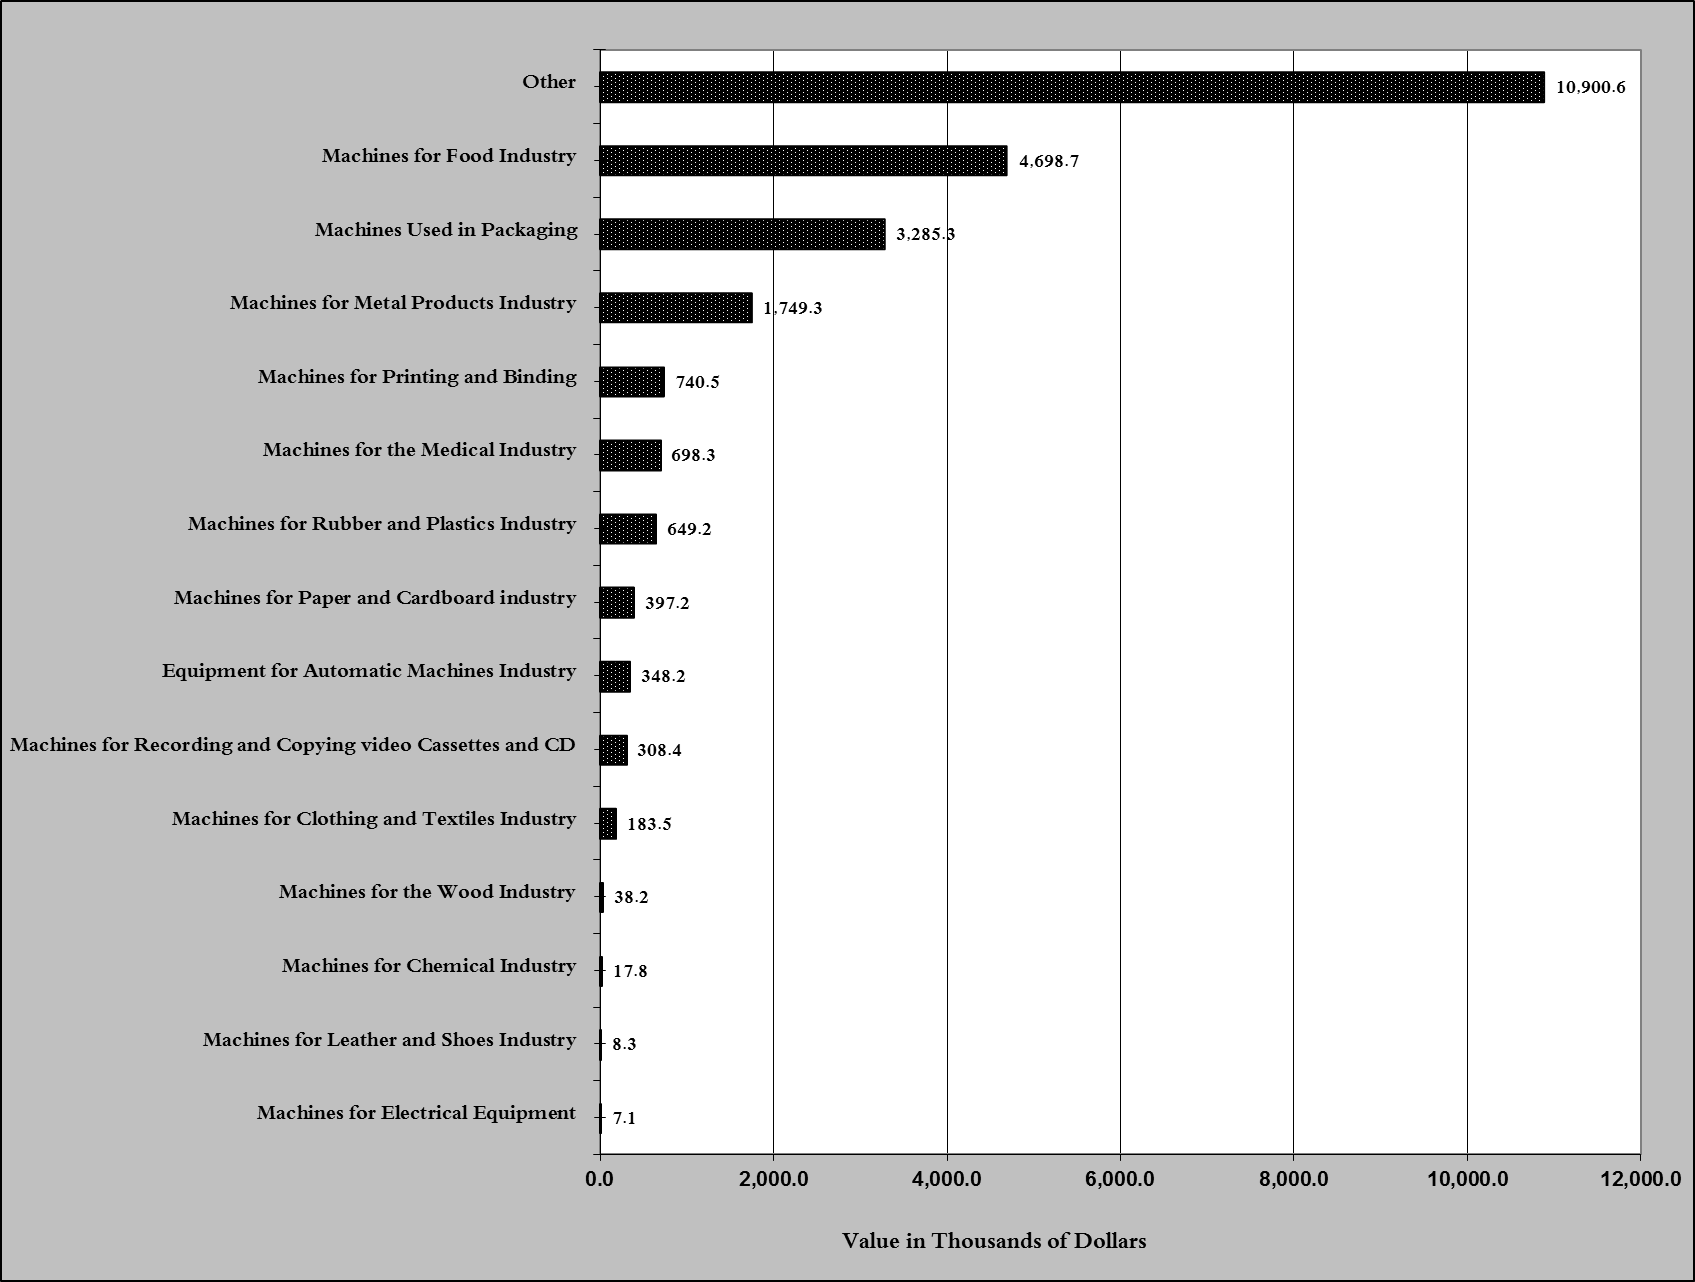 Other 10,900.6
Machines for Food Industry 4,698.7
Machines Used in Packaging 3,285.3
Machines for Metal Products Industry 1,749.3
Machines for Printing and Binding 740.5
Machines for the Medical Industry 698.3
Machines for Rubber and Plastics Industry 649.2
Machines for Paper and Cardboard industry 397.2
Equipment for Automatic Machines Industry 348.2
Machines for Recording and Copying video Cassettes and CD 308.4
Machines for Clothing and Textiles Industry 183.5
Machines for the Wood Industry 38.2
Machines for Chemical Industry 17.8
Machines for Leather and Shoes Industry 8.3
Machines for Electrical Equipment 7.1
0.0 2,000.0 4,000.0 6,000.0 8,000.0 10,000.0 12,000.0
Value in Thousands of Dollars